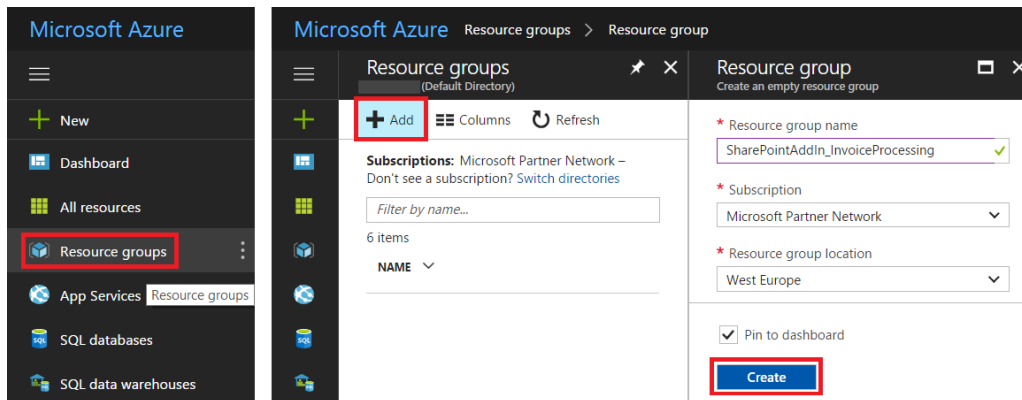 Microsoft Azure
New
Dashboard
All resources
Resource groups
App Services
Resource groups
SQL databases
SQL data warehouses
Microsoft Azure Resource groups > Resource group
Resource groups
(Default Directory)
Add Columns Refresh
Subscriptions: Microsoft Partner Network –
Don't see a subscription? Switch directories
Filter by name...
6 items
NAME
Resource group
Create an empty resource group
* Resource group name
SharePointAddIn_InvoiceProcessing
* Subscription
Microsoft Partner Network
* Resource group location
West Europe
Pin to dashboard
Create